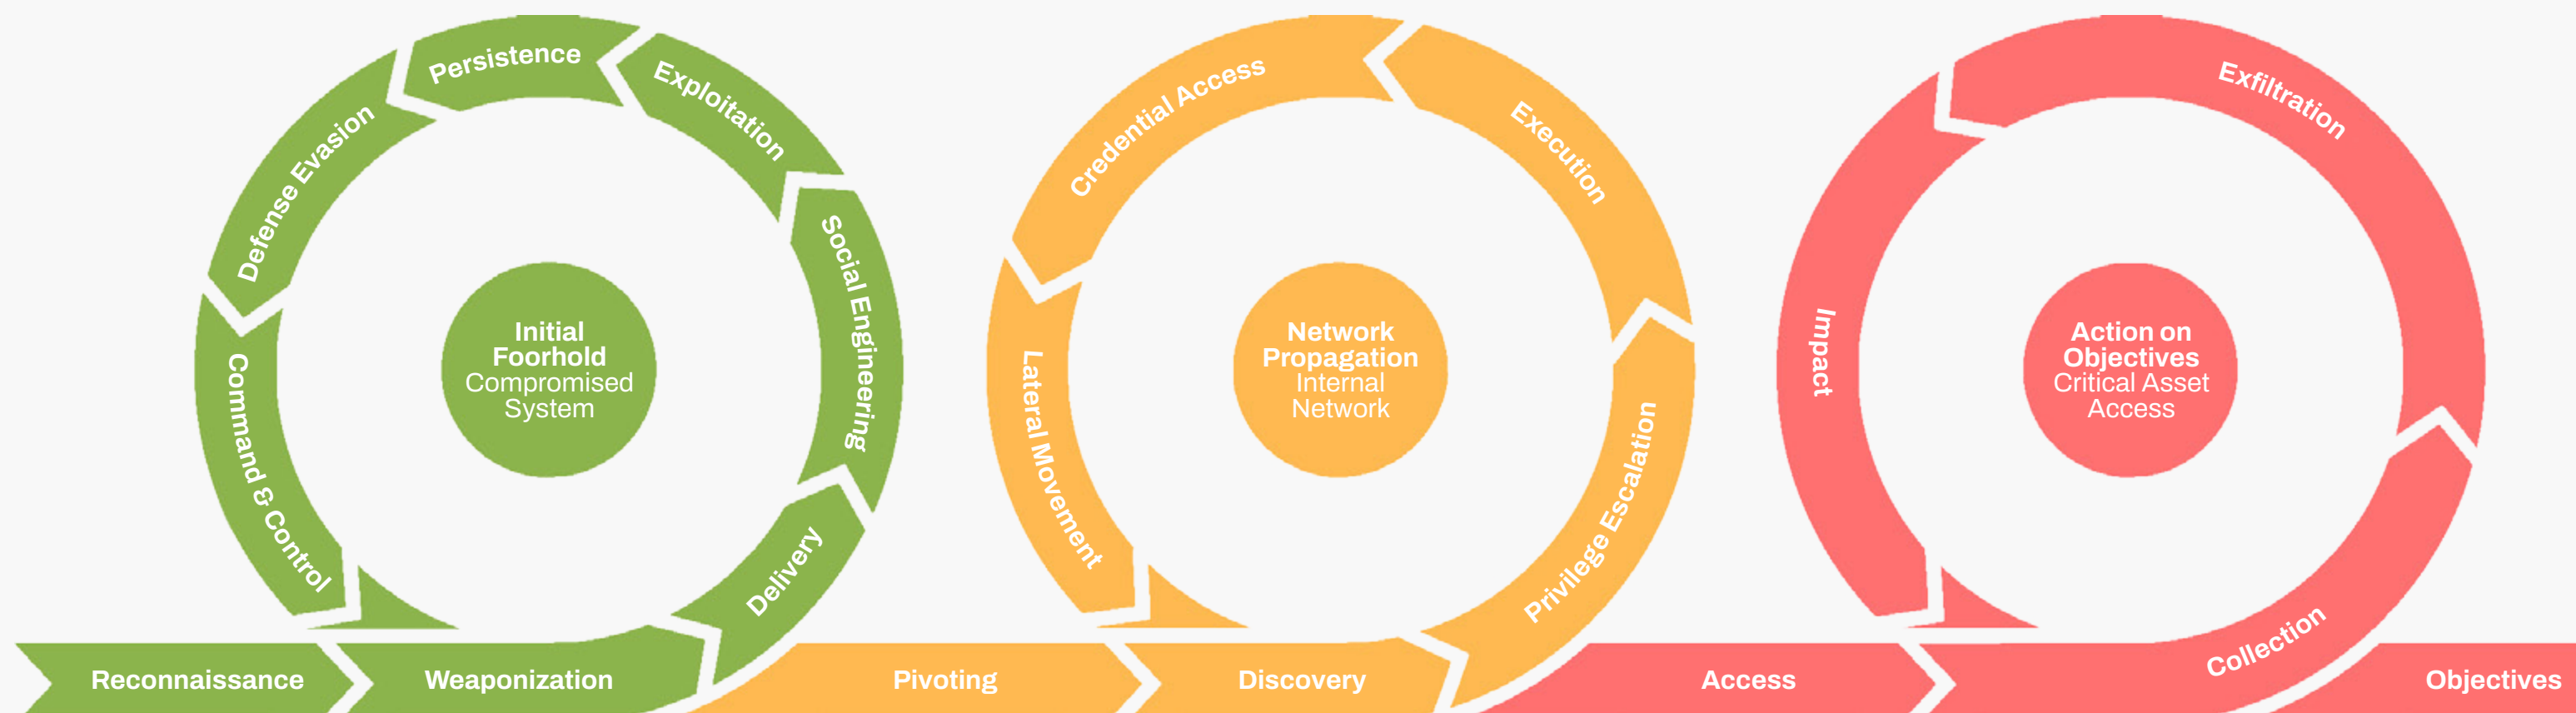 Reconnaissance
Weaponization
Delivery
Social Engineering
Exploitation
Persistence
Defense Evasion
Command & Control
Initial
Foorhold
Compromised
System
Pivoting
Discovery
Privilege Escalation
Execution
Credential Access
Lateral Movement
Network
Propagation
Internal
Network
Access
Collection
Exfiltration
Impact
Action on
Objectives
Critical Asset
Access
Objectives